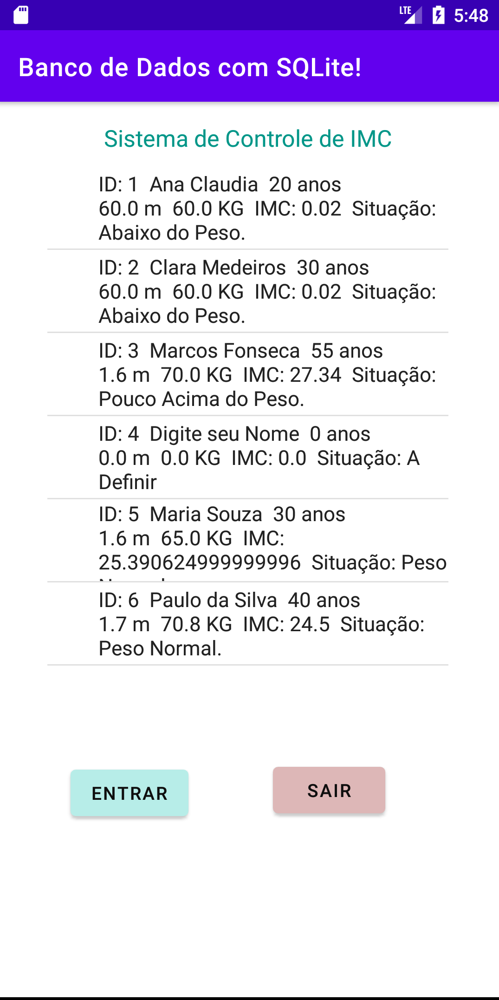 LTE 5:48
Banco de Dados com SQLite!
Sistema de Controle de IMC
ID: 1  Ana Claudia  20 anos
60.0 m  60.0 KG  IMC: 0.02  Situação:
Abaixo do Peso.
ID: 2  Clara Medeiros  30 anos
60.0 m  60.0 KG  IMC: 0.02  Situação:
Abaixo do Peso.
ID: 3  Marcos Fonseca  55 anos
1.6 m  70.0 KG  IMC: 27.34  Situação:
Pouco Acima do Peso.
ID: 4  Digite seu Nome  0 anos
0.0 m  0.0 KG  IMC: 0.0  Situação: A
Definir
ID: 5  Maria Souza  30 anos
1.6 m  65.0 KG  IMC:
25.390624999999996  Situação: Peso
ID: 6  Paulo da Silva  40 anos
1.7 m  70.8 KG  IMC: 24.5  Situação:
Peso Normal.
ENTRAR
SAIR